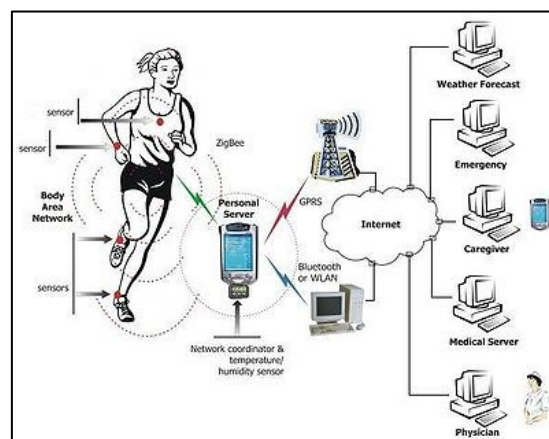 sensor
sensor
Body
Area
Network
sensors
ZigBee
Personal
Server
Network coordinator &
temperature/
humidity sensor
GPRS
Bluetooth
or WLAN
Internet
Weather Forecast
Emergency
Caregiver
Medical Server
Physician